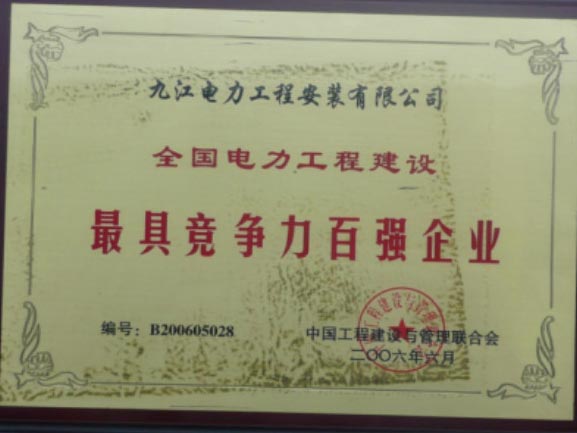 九江电力工程安装有限公司
全国电力工程建设
最具竞争力百强企业
编号：B200605028
中国工程建设与管理联合会
二〇〇六年六月